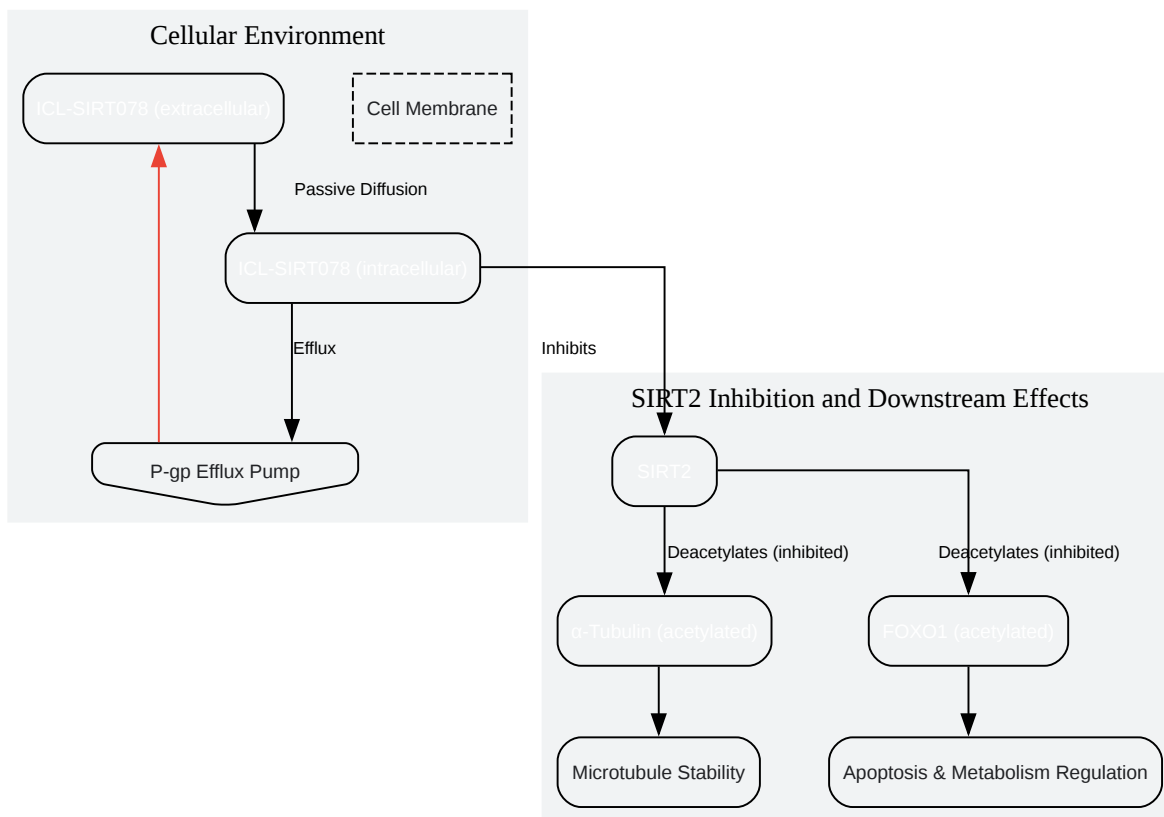 Cellular Environment
ICL-SIRT078 (extracellular)
Cell Membrane
Passive Diffusion
ICL-SIRT078 (intracellular)
Efflux
Inhibits
P-gp Efflux Pump
SIRT2 Inhibition and Downstream Effects
SIRT2
Deacetylates (inhibited)
Deacetylates (inhibited)
α-Tubulin (acetylated)
FOXO1 (acetylated)
Microtubule Stability
Apoptosis & Metabolism Regulation